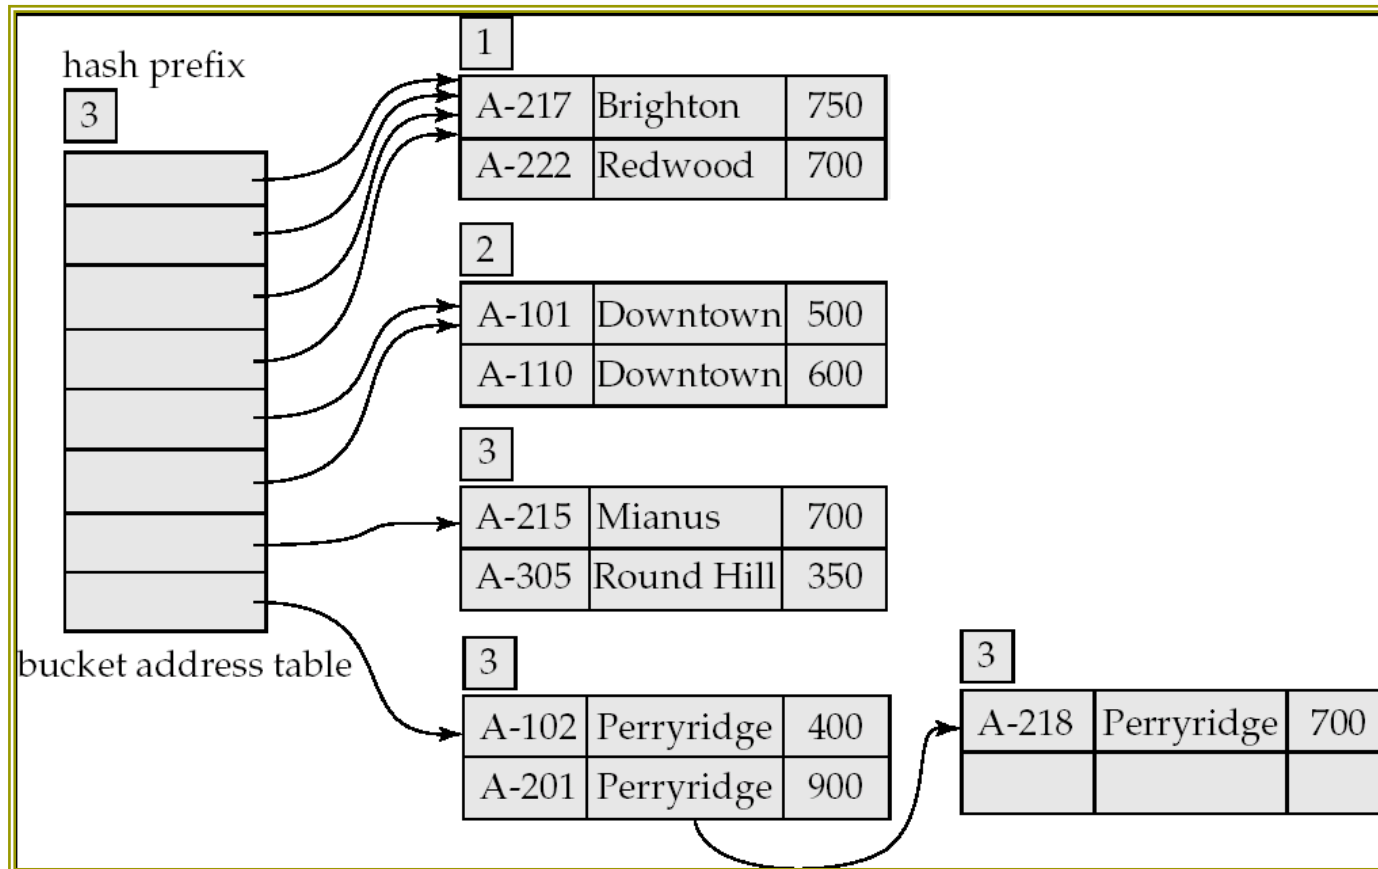 hash prefix
3
bucket address table
1
A-217 Brighton 750
A-222 Redwood 700
2
A-101 Downtown 500
A-110 Downtown 600
3
A-215 Mianus 700
A-305 Round Hill 350
3
A-102 Perryridge 400
A-201 Perryridge 900
3
A-218 Perryridge 700